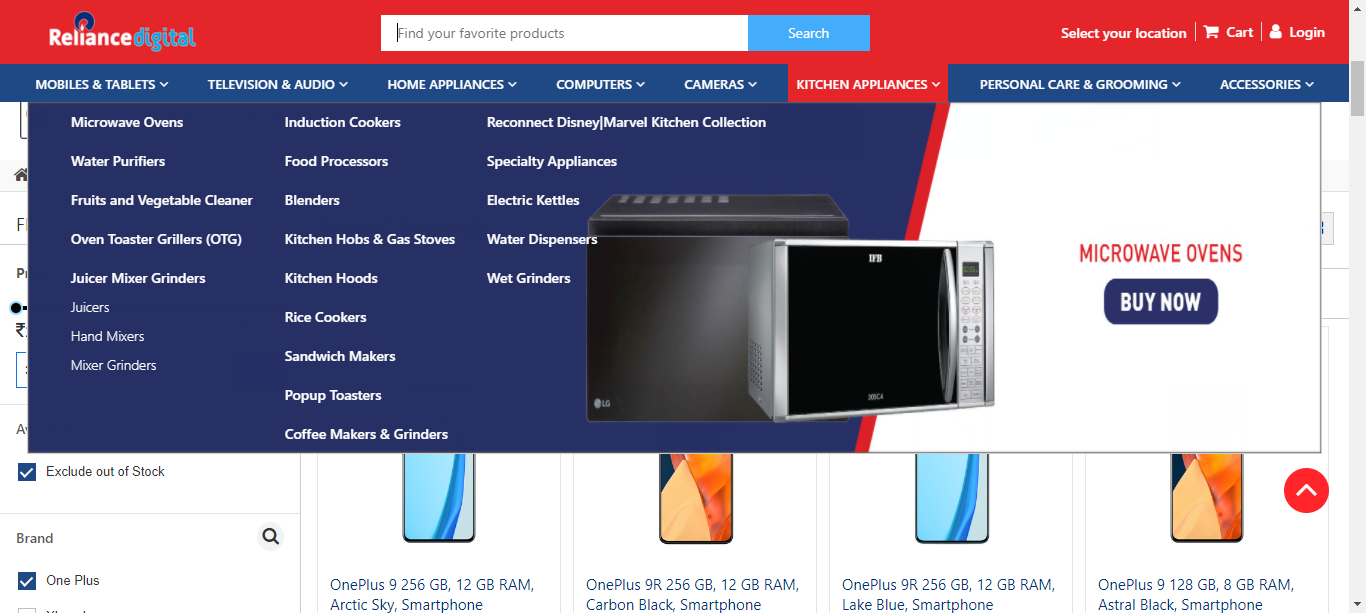 Reliance digital
Find your favorite products
Search
Select your location
Cart
Login
MOBILES & TABLETS
TELEVISION & AUDIO
HOME APPLIANCES
COMPUTERS
CAMERAS
KITCHEN APPLIANCES
PERSONAL CARE & GROOMING
ACCESSORIES
Microwave Ovens
Water Purifiers
Fruits and Vegetable Cleaner
Oven Toaster Grillers (OTG)
Juicer Mixer Grinders
Juicers
Hand Mixers
Mixer Grinders
Induction Cookers
Food Processors
Blenders
Kitchen Hobs & Gas Stoves
Kitchen Hoods
Rice Cookers
Sandwich Makers
Popup Toasters
Coffee Makers & Grinders
Reconnect Disney|Marvel Kitchen Collection
Specialty Appliances
Electric Kettles
Water Dispensers
Wet Grinders
IFB
30SC4
LG
MICROWAVE OVENS
BUY NOW
Exclude out of Stock
Brand
One Plus
OnePlus 9 256 GB, 12 GB RAM,
Arctic Sky, Smartphone
OnePlus 9R 256 GB, 12 GB RAM,
Carbon Black, Smartphone
OnePlus 9R 256 GB, 12 GB RAM,
Lake Blue, Smartphone
OnePlus 9 128 GB, 8 GB RAM,
Astral Black, Smartphone